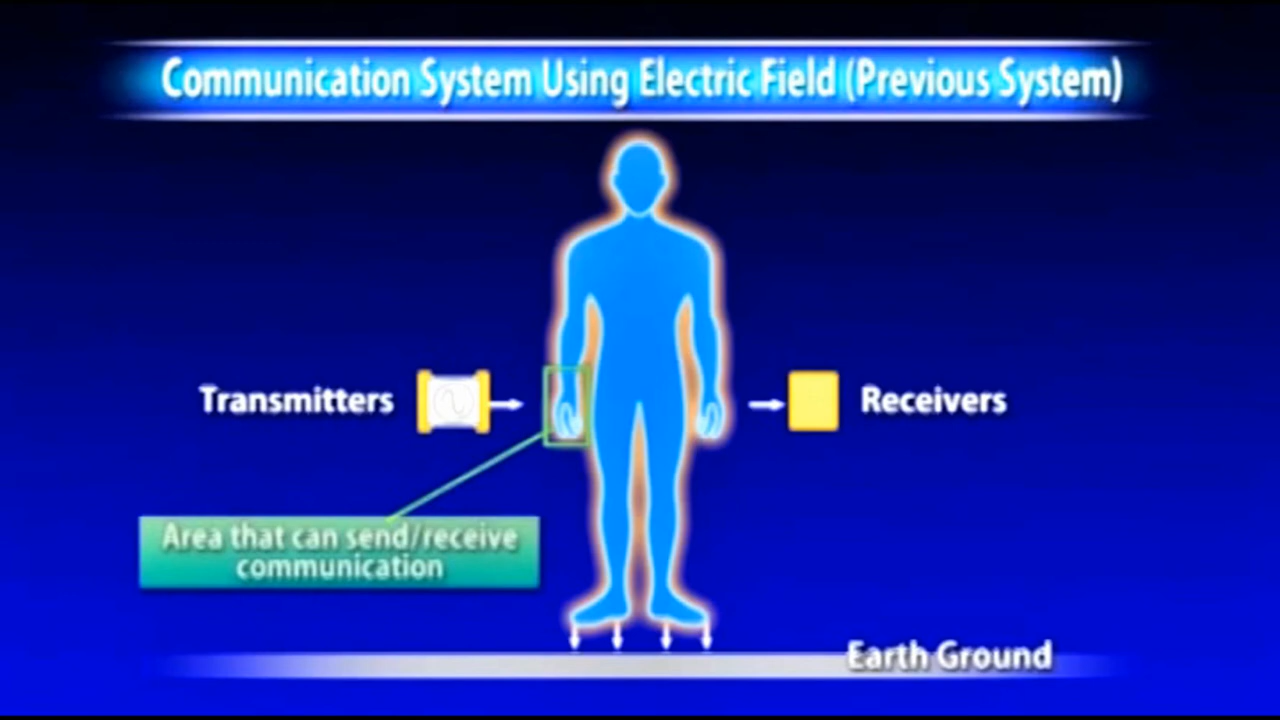 Communication System Using Electric Field (Previous System)
Transmitters
Receivers
Area that can send/receive
communication
Earth Ground